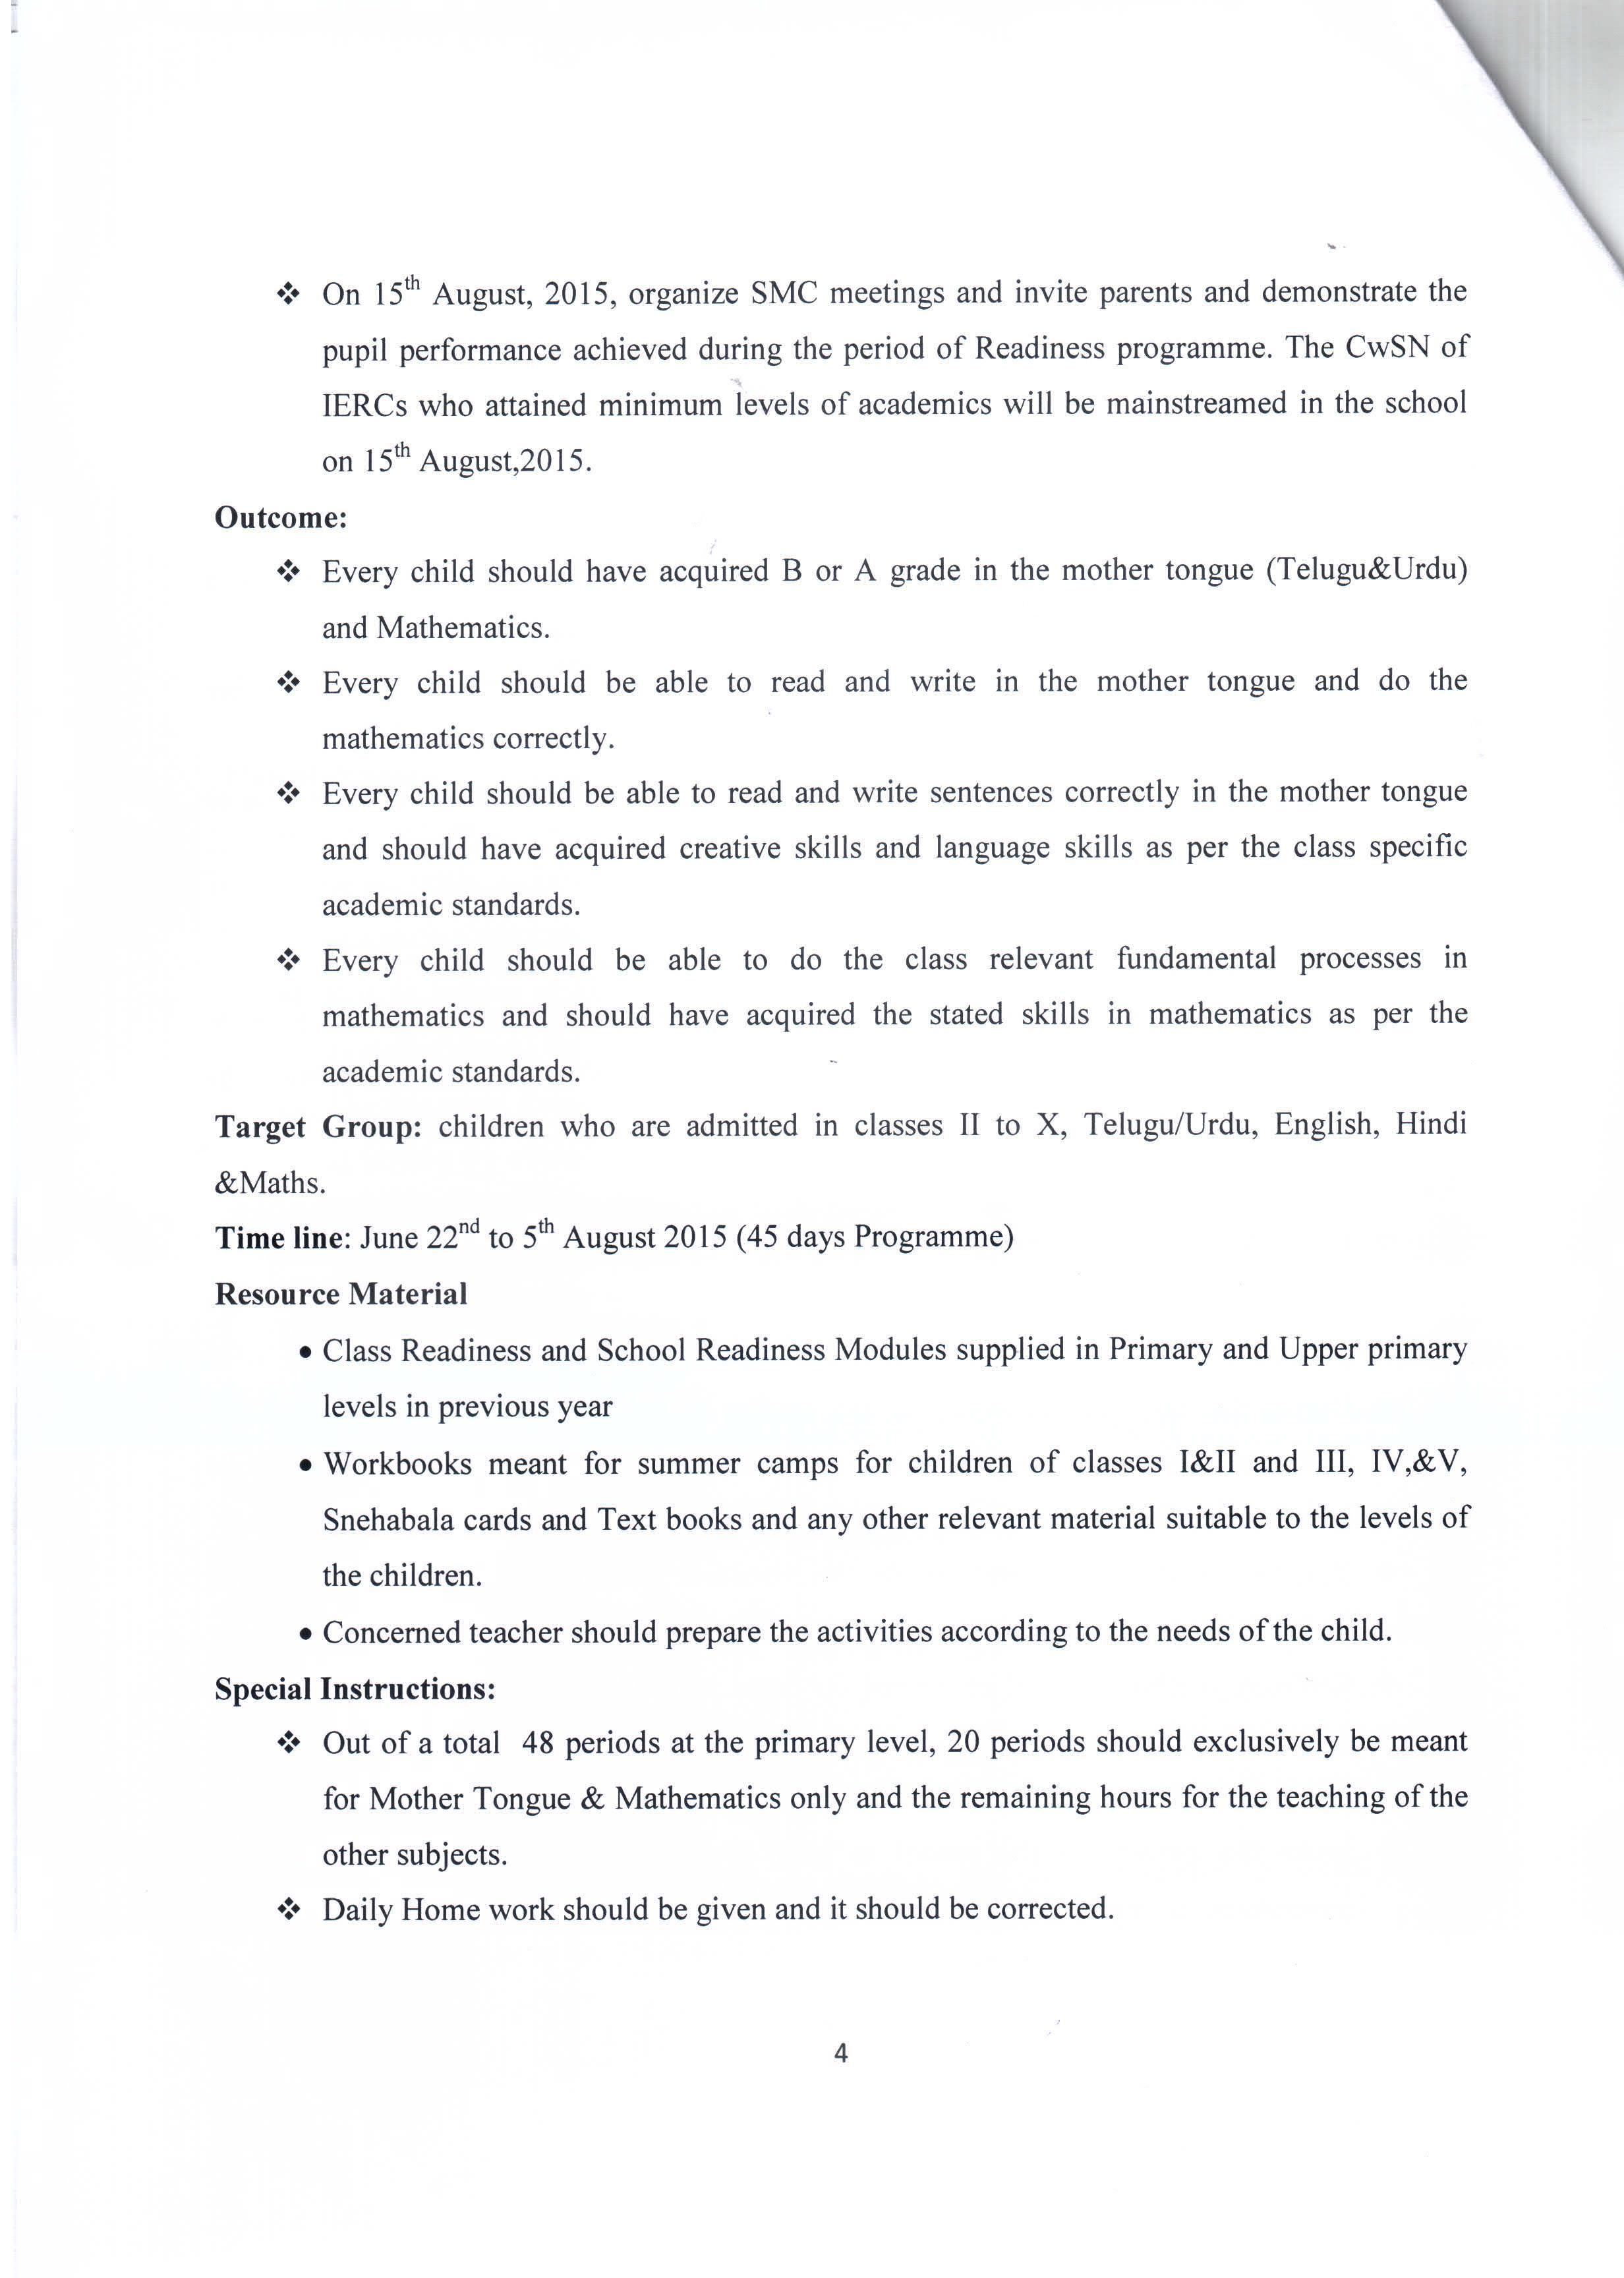 ❖ On 15th August, 2015, organize SMC meetings and invite parents and demonstrate the
pupil performance achieved during the period of Readiness programme. The CwSN of
IERCs who attained minimum levels of academics will be mainstreamed in the school
on 15th August,2015.
Outcome:
❖ Every child should have acquired B or A grade in the mother tongue (Telugu&Urdu)
and Mathematics.
❖ Every child should be able to read and write in the mother tongue and do the
mathematics correctly.
❖ Every child should be able to read and write sentences correctly in the mother tongue
and should have acquired creative skills and language skills as per the class specific
academic standards.
❖ Every child should be able to do the class relevant fundamental processes in
mathematics and should have acquired the stated skills in mathematics as per the
academic standards.
Target Group: children who are admitted in classes II to X, Telugu/Urdu, English, Hindi
&Maths.
Time line: June 22nd to 5th August 2015 (45 days Programme)
Resource Material
• Class Readiness and School Readiness Modules supplied in Primary and Upper primary
levels in previous year
• Workbooks meant for summer camps for children of classes I&II and III, IV,&V,
Snehabala cards and Text books and any other relevant material suitable to the levels of
the children.
• Concerned teacher should prepare the activities according to the needs of the child.
Special Instructions:
❖ Out of a total 48 periods at the primary level, 20 periods should exclusively be meant
for Mother Tongue & Mathematics only and the remaining hours for the teaching of the
other subjects.
❖ Daily Home work should be given and it should be corrected.
4